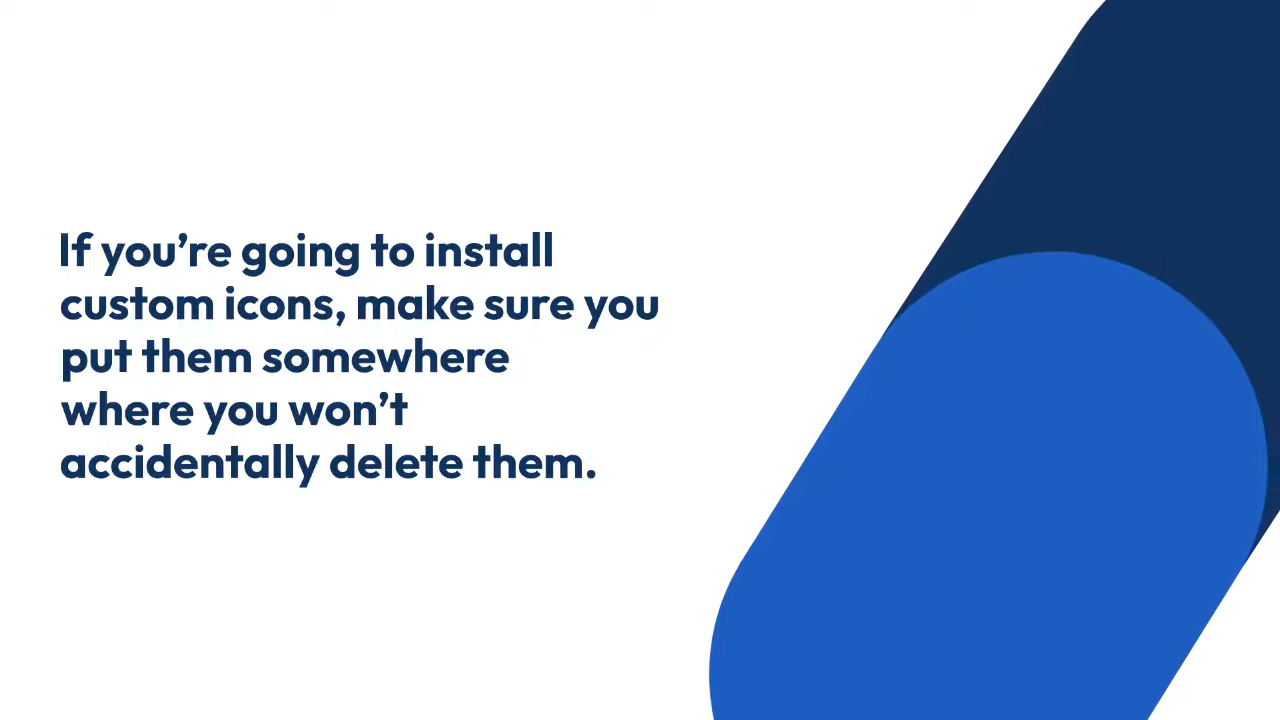 If you’re going to install
custom icons, make sure you
put them somewhere
where you won’t
accidentally delete them.